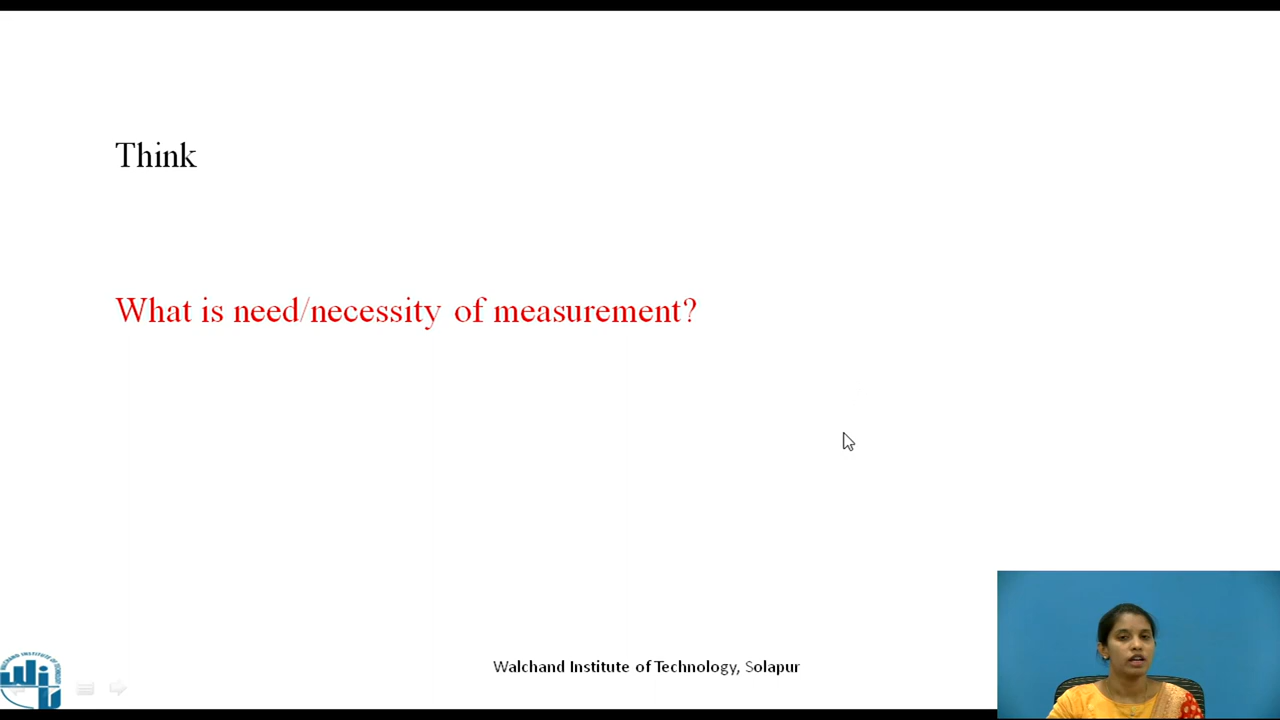 Think
What is need/necessity of measurement?
Walchand Institute of Technology, Solapur